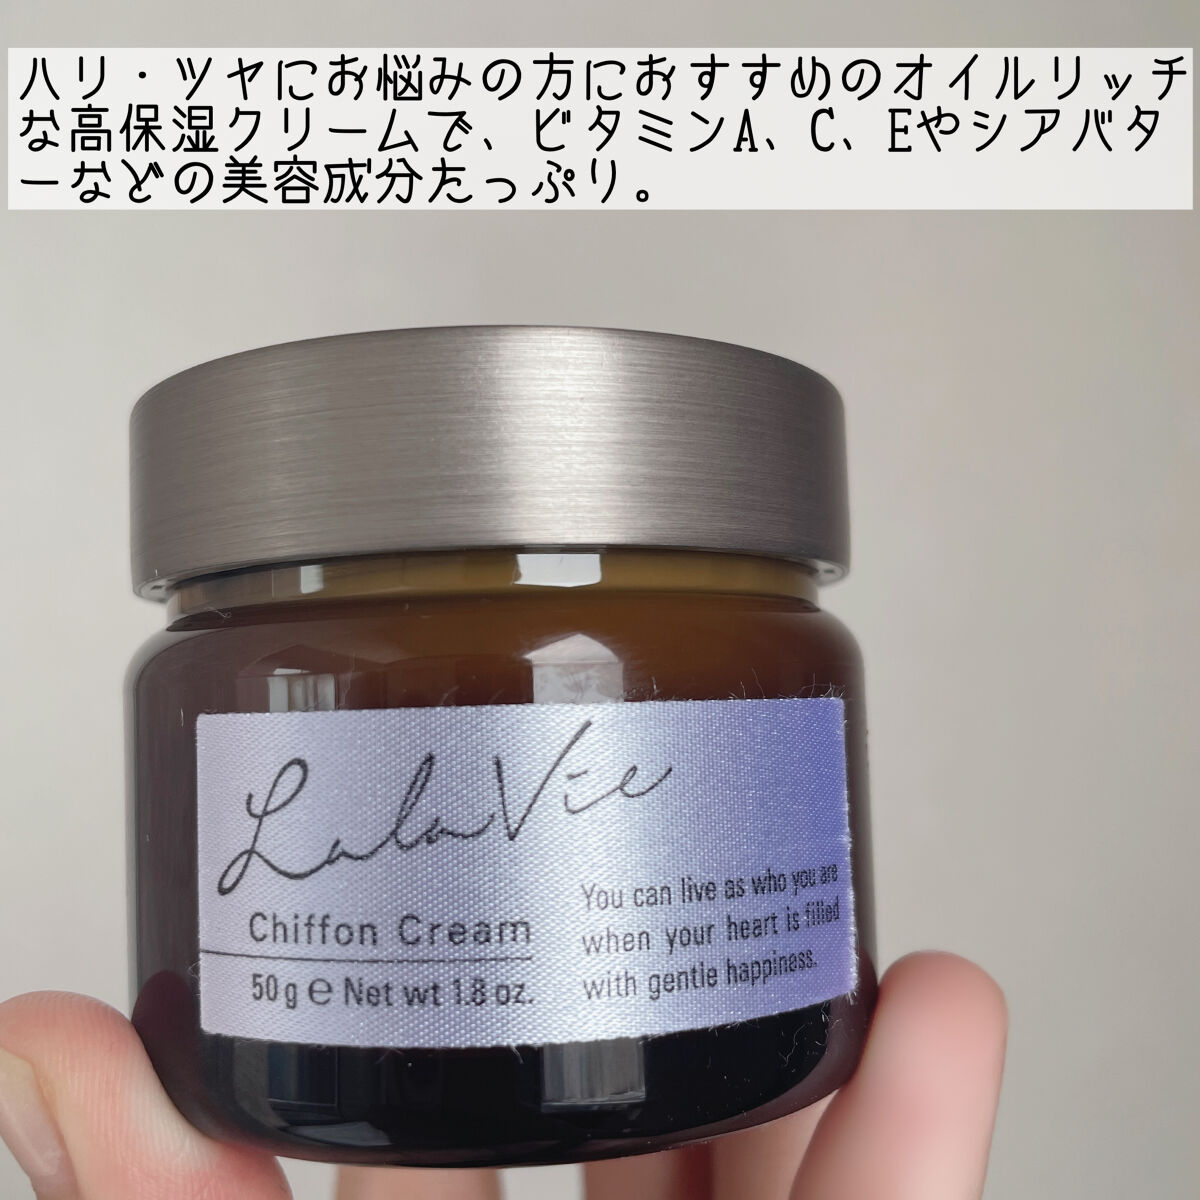 ハリ・ツヤにお悩みの方におすすめのオイルリッチ
な高保湿クリームで、ビタミンA、C、Eやシアバタ
ーなどの美容成分たっぷり。
LaLaVie
Chiffon Cream
50g ℮ Net wt 1.8 oz.
You can live as who you are
when your heart is filled
with gentle happiness.